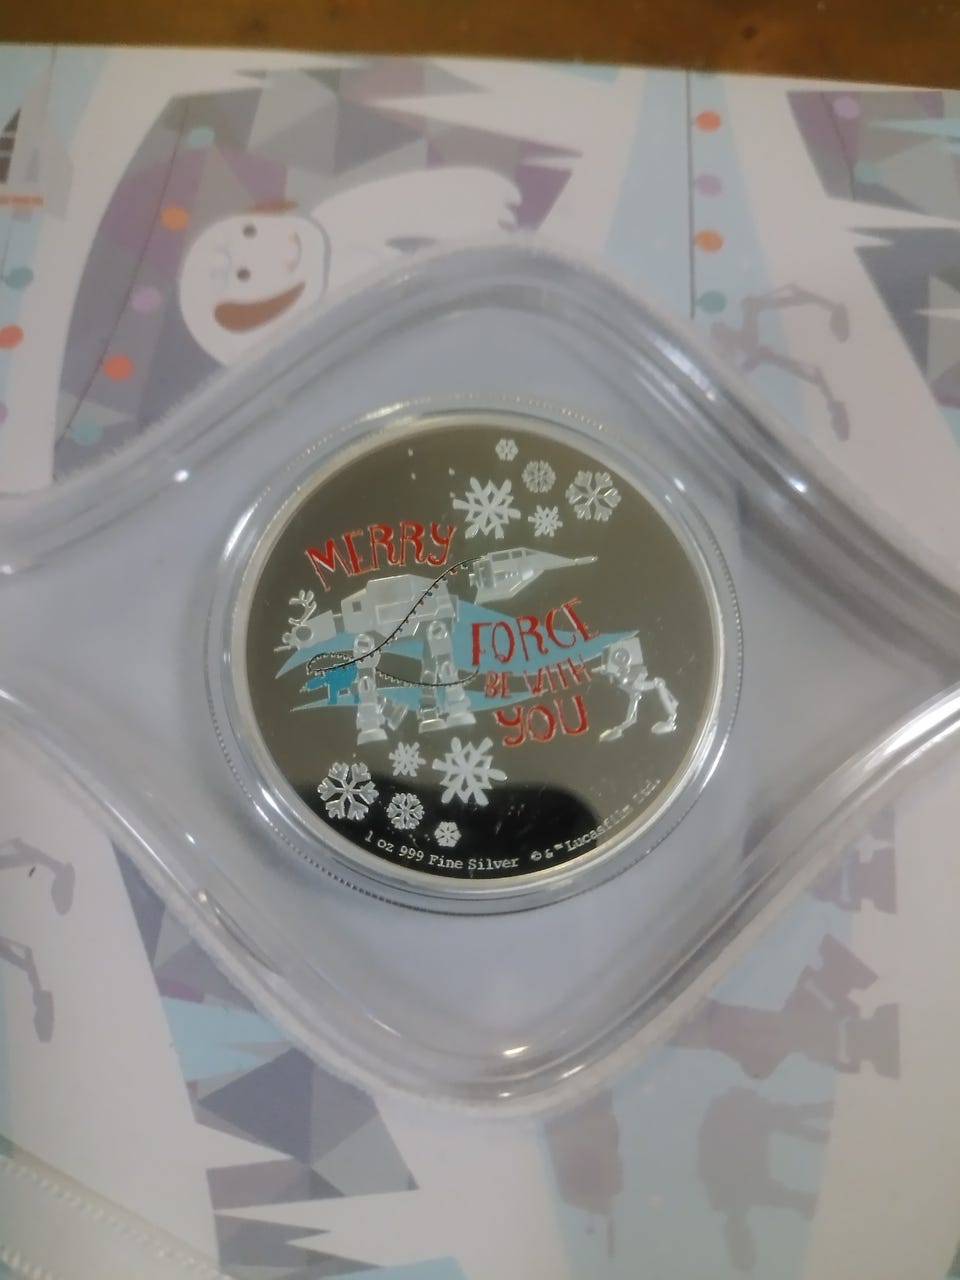 MERRY
FORCE
BE WITH
YOU
1 oz 999 Fine Silver © & ™ Lucasfilm Ltd.